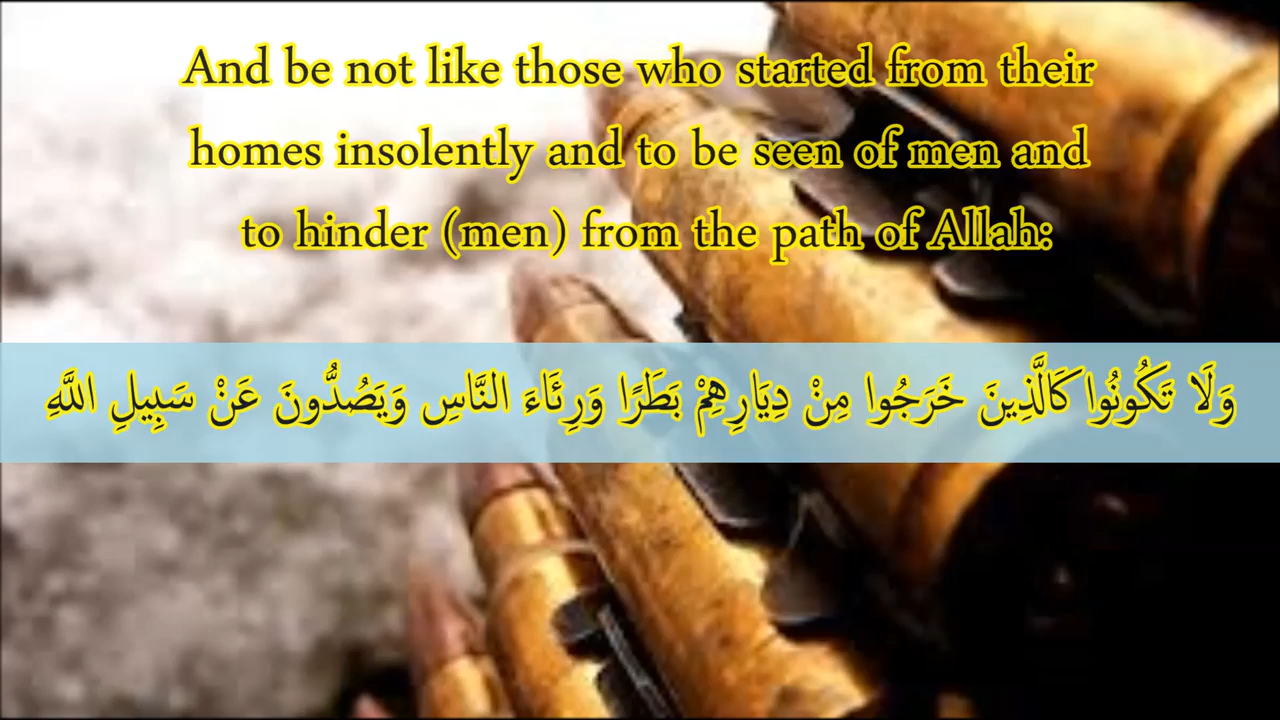 And be not like those who started from their
homes insolently and to be seen of men and
to hinder (men) from the path of Allah:
وَلَا تَكُونُوا كَالَّذِينَ خَرَجُوا مِنْ دِيَارِهِمْ بَطَرًا وَرِئَاءَ النَّاسِ وَيَصُدُّونَ عَنْ سَبِيلِ اللَّهِ